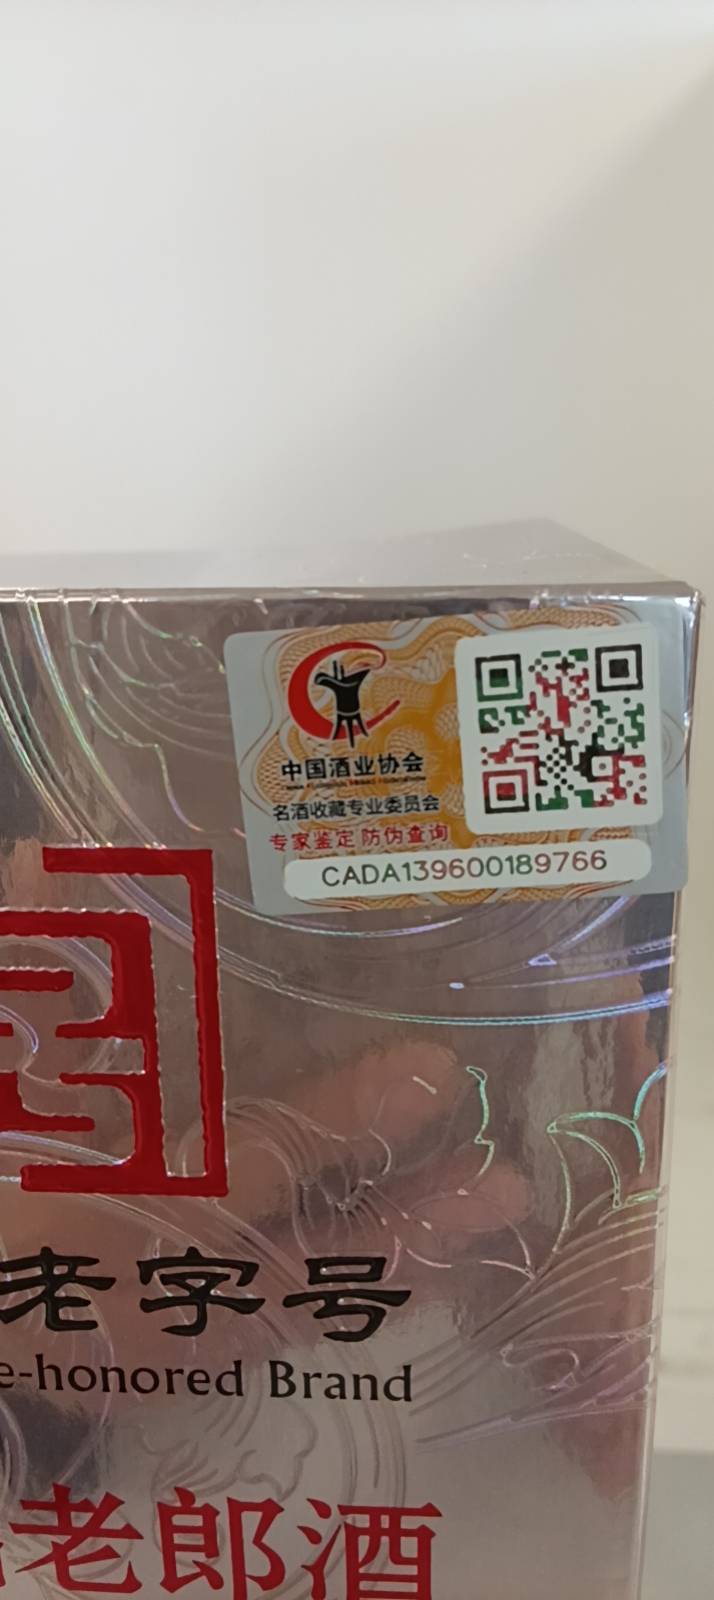 中国酒业协会
名酒收藏专业委员会
专家鉴定 防伪查询
CADA139600189766
老字号
e-honored Brand
老郎酒